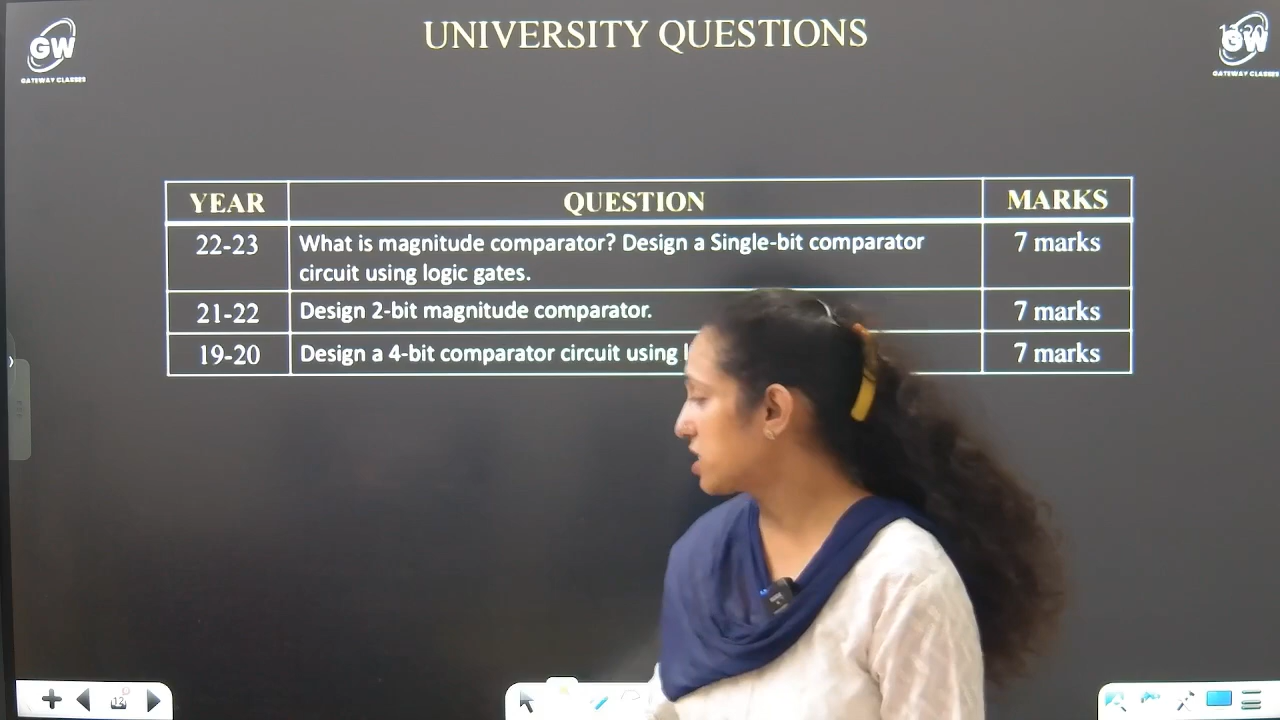 UNIVERSITY QUESTIONS
GW
GATEWAY CLASSES
GW
GATEWAY CLASSES
YEAR QUESTION MARKS
22-23 What is magnitude comparator? Design a Single-bit comparator 7 marks
circuit using logic gates.
21-22 Design 2-bit magnitude comparator. 7 marks
19-20 Design a 4-bit comparator circuit using 7 marks
12